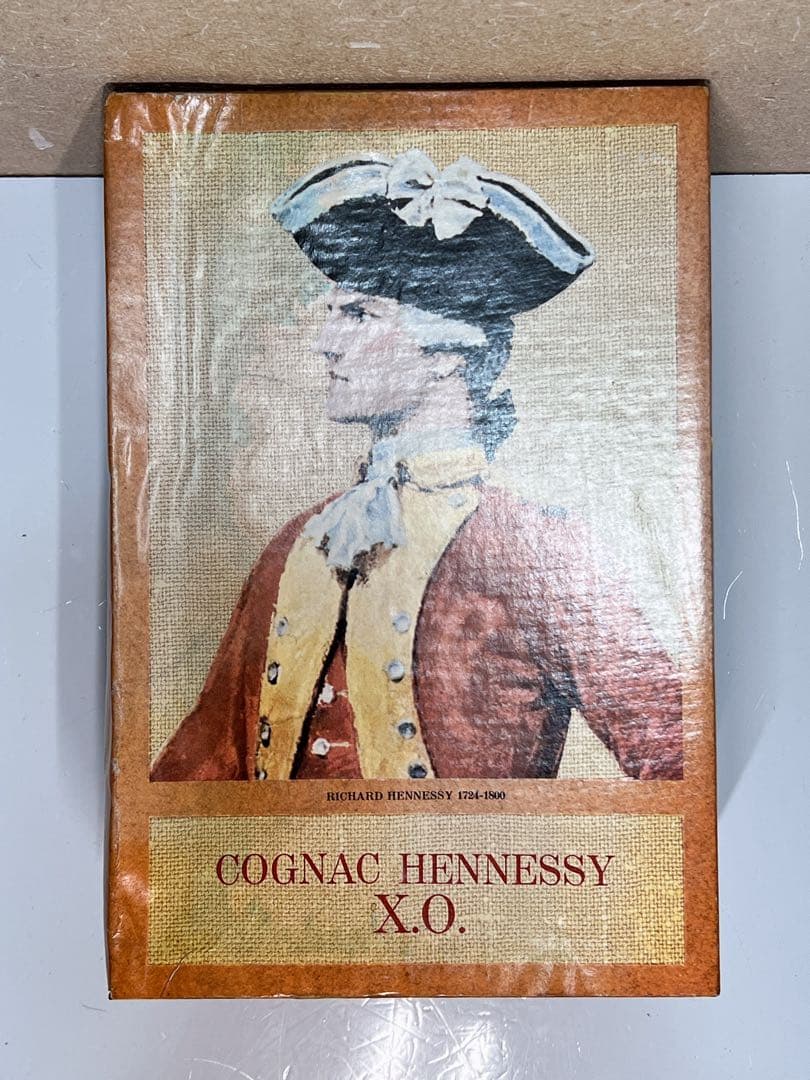 RICHARD HENNESSY 1724-1800
COGNAC HENNESSY
X.O.